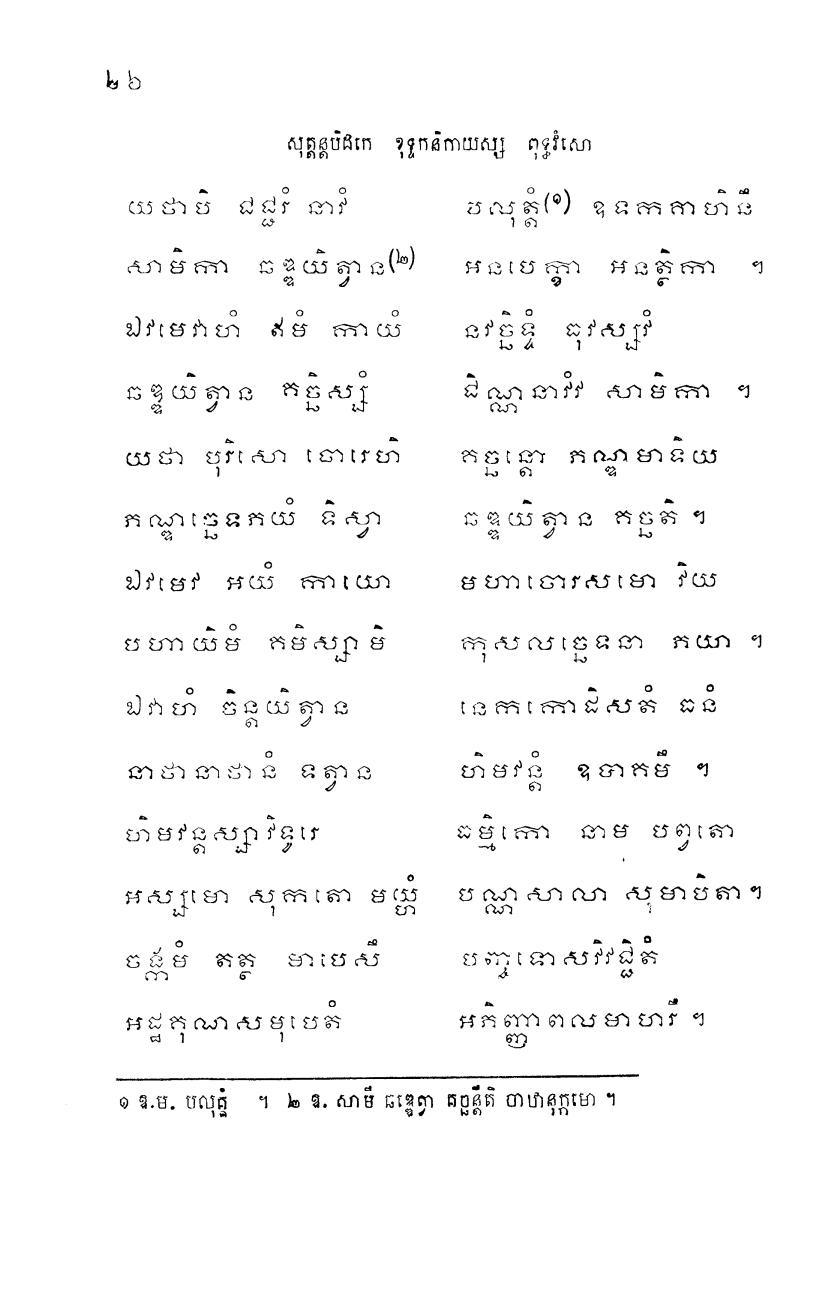 ២៦
សុត្តន្តបិដកេ ខុទ្ទកនិកាយស្ស ពុទ្ធវំសោ
យថាបិ ជជ្ជរំ នាវំ បលុត្តំ(១) ឧទកគាហិនឹ
សាមិកា ឆឌ្ឌយិត្វាន(២) អនបេក្ខា អនត្ថិកា ។
ឯវមេវាហំ ឥមំ កាយំ នវច្ឆិទ្ទំ ធុវស្សវំ
ឆឌ្ឌយិត្វាន គច្ឆិស្សំ ជិណ្ណនាវំវ សាមិកា ។
យថា បុរិសោ ចោរេហិ គច្ឆន្តោ ភណ្ឌមាទិយ
ភណ្ឌច្ឆេទភយំ ទិស្វា ឆឌ្ឌយិត្វាន គច្ឆតិ ។
ឯវមេវ អយំ កាយោ មហាចោរសមោ វិយ
បហាយិមំ គមិស្សាមិ កុសលច្ឆេទនា ភយា ។
ឯវាហំ ចិន្តយិត្វាន នេកកោដិសតំ ធនំ
នាថានាថានំ ទត្វាន ហិមវន្តំ ឧបាគមឹ ។
ហិមវន្តស្សាវិទូរេ ធម្មិកោ នាម បព្វតោ
អស្សមោ សុកតោ មយ្ហំ បណ្ណសាលា សុមាបិតា។
ចង្កមំ តត្ថ មាបេសឹ បញ្ចទោសវិវជ្ជិតំ
អដ្ឋគុណសមុបេតំ អភិញ្ញាពលមាហរឹ ។
១ ឱ.ម. បលុគ្គំ ។ ២ ឱ. សាមី ឆឌ្ឌេត្វា គច្ឆន្តីតិ បាឋានុក្កមោ ។